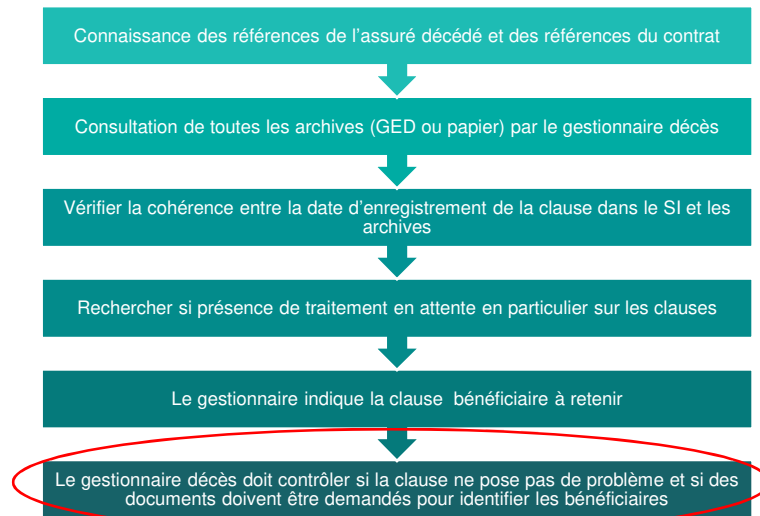 Connaissance des références de l'assuré décédé et des références du contrat
Consultation de toutes les archives (GED ou papier) par le gestionnaire décès
Vérifier la cohérence entre la date d'enregistrement de la clause dans le SI et les
archives
Rechercher si présence de traitement en attente en particulier sur les clauses
Le gestionnaire indique la clause bénéficiaire à retenir
Le gestionnaire décès doit contrôler si la clause ne pose pas de problème et si des
documents doivent être demandés pour identifier les bénéficiaires